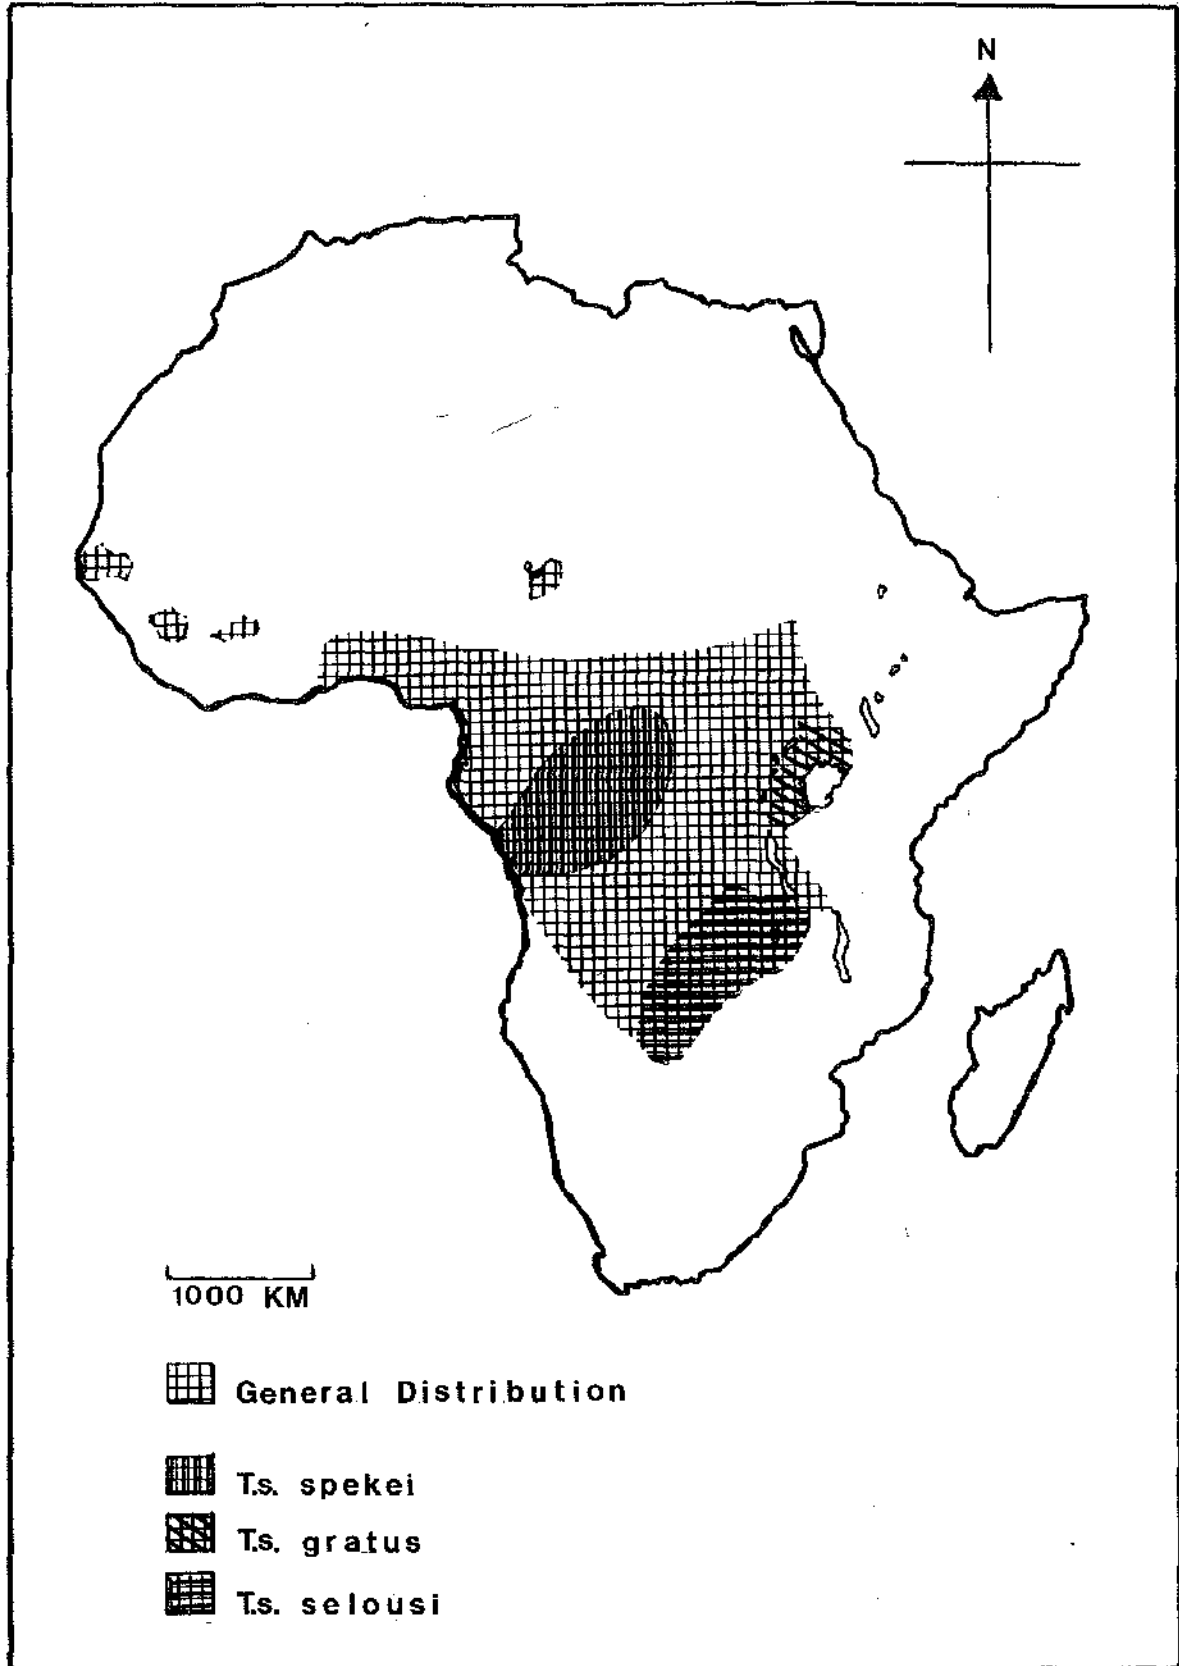 N
1000 KM
General Distribution
T.s. spekei
T.s. gratus
T.s. selousi